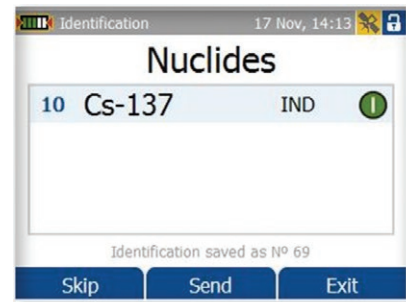 Identification 17 Nov, 14:13
Nuclides
10 Cs-137 IND I
Identification saved as Nº 69
Skip Send Exit